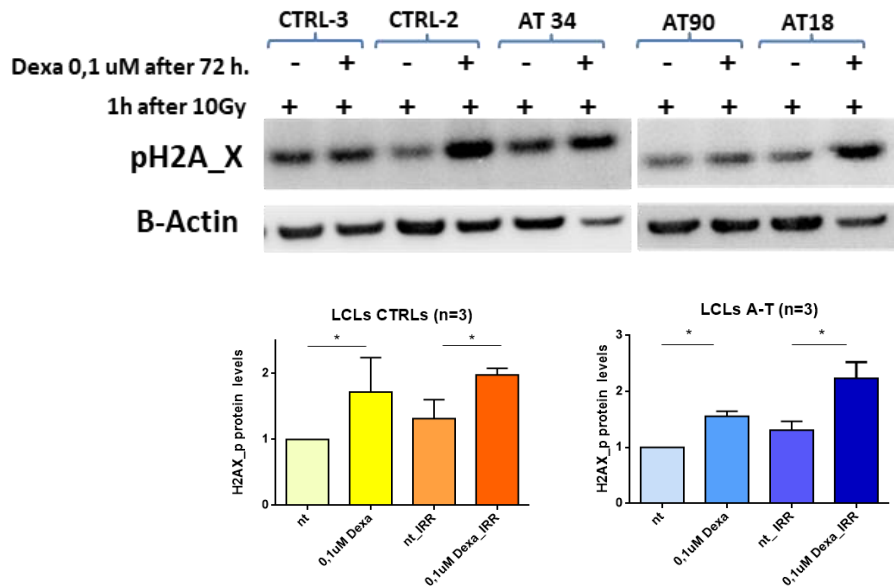 CTRL-3 CTRL-2 AT 34 AT90 AT18
Dexa 0,1 uM after 72 h. - + - + - + - + - +
1h after 10Gy + + + + + + + + + +
pH2A_X
B-Actin
LCLs CTRLs (n=3)
H2AX_p protein levels
2
1
0
*
*
nt
0,1uM Dexa
nt_IRR
0,1uM Dexa_IRR
LCLs A-T (n=3)
H2AX_p protein levels
3
2
1
0
*
*
nt
0,1uM Dexa
nt_ IRR
0,1uM Dexa_IRR